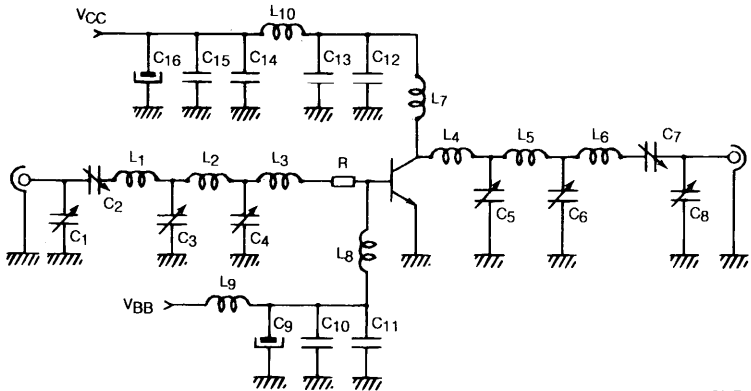 L10
VCC
C16 C15 C14 C13 C12
L7
L1 L2 L3 R L4 L5 L6 C7
C2
C1 C3 C4 C5 C6 C8
L8
L9
VBB
C9 C10 C11